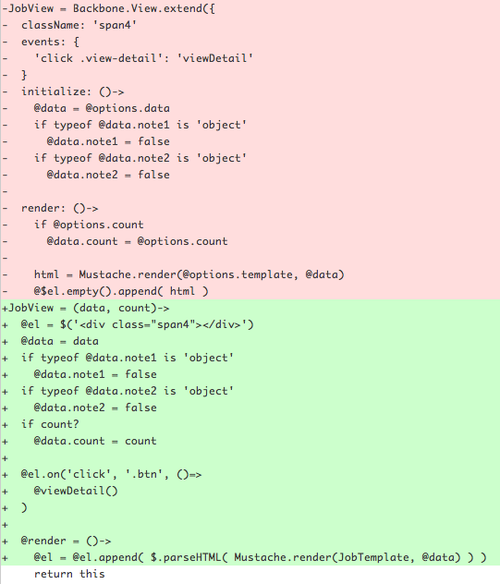 -JobView = Backbone.View.extend({
-  className: 'span4'
-  events: {
-    'click .view-detail': 'viewDetail'
-  }
-  initialize: ()->
-    @data = @options.data
-    if typeof @data.note1 is 'object'
-      @data.note1 = false
-    if typeof @data.note2 is 'object'
-      @data.note2 = false
-
-  render: ()->
-    if @options.count
-      @data.count = @options.count
-
-    html = Mustache.render(@options.template, @data)
-    @$el.empty().append( html )
+JobView = (data, count)->
+  @el = $('<div class="span4"></div>')
+  @data = data
+  if typeof @data.note1 is 'object'
+    @data.note1 = false
+  if typeof @data.note2 is 'object'
+    @data.note2 = false
+  if count?
+    @data.count = count
+
+  @el.on('click', '.btn', ()=>
+    @viewDetail()
+  )
+
+  @render = ()->
+    @el = @el.append( $.parseHTML( Mustache.render(JobTemplate, @data) ) )
     return this